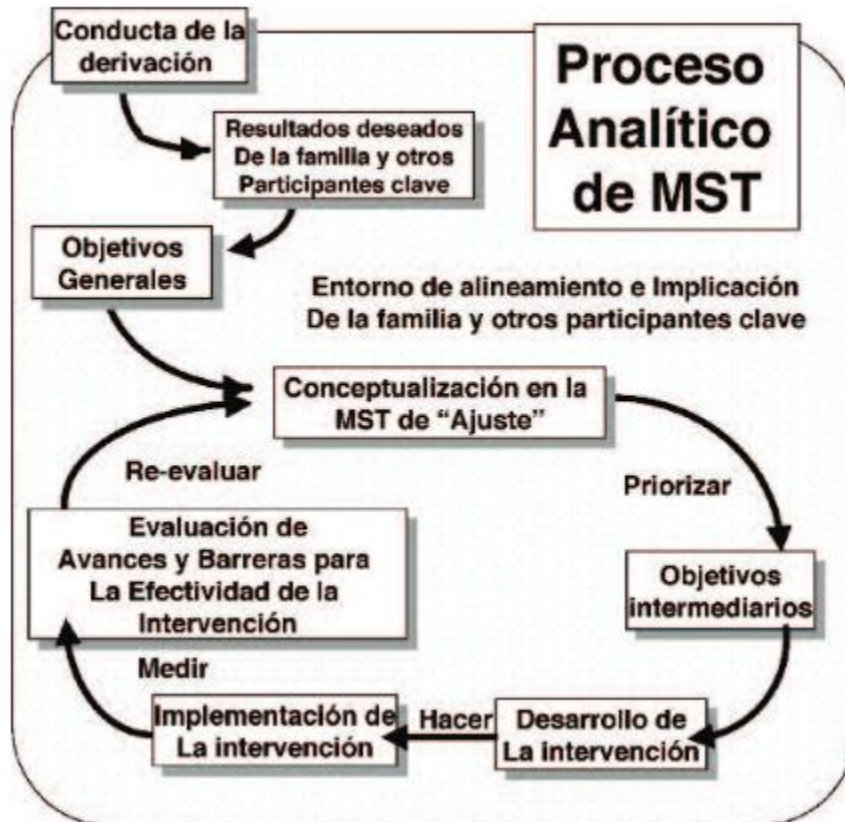 Conducta de la
derivación
Proceso
Analítico
de MST
Resultados deseados
De la familia y otros
Participantes clave
Objetivos
Generales
Entorno de alineamiento e Implicación
De la familia y otros participantes clave
Conceptualización en la
MST de “Ajuste”
Re-evaluar
Priorizar
Evaluación de
Avances y Barreras para
La Efectividad de la
Intervención
Objetivos
intermediarios
Medir
Implementación de
La intervención
Hacer
Desarrollo de
La intervención